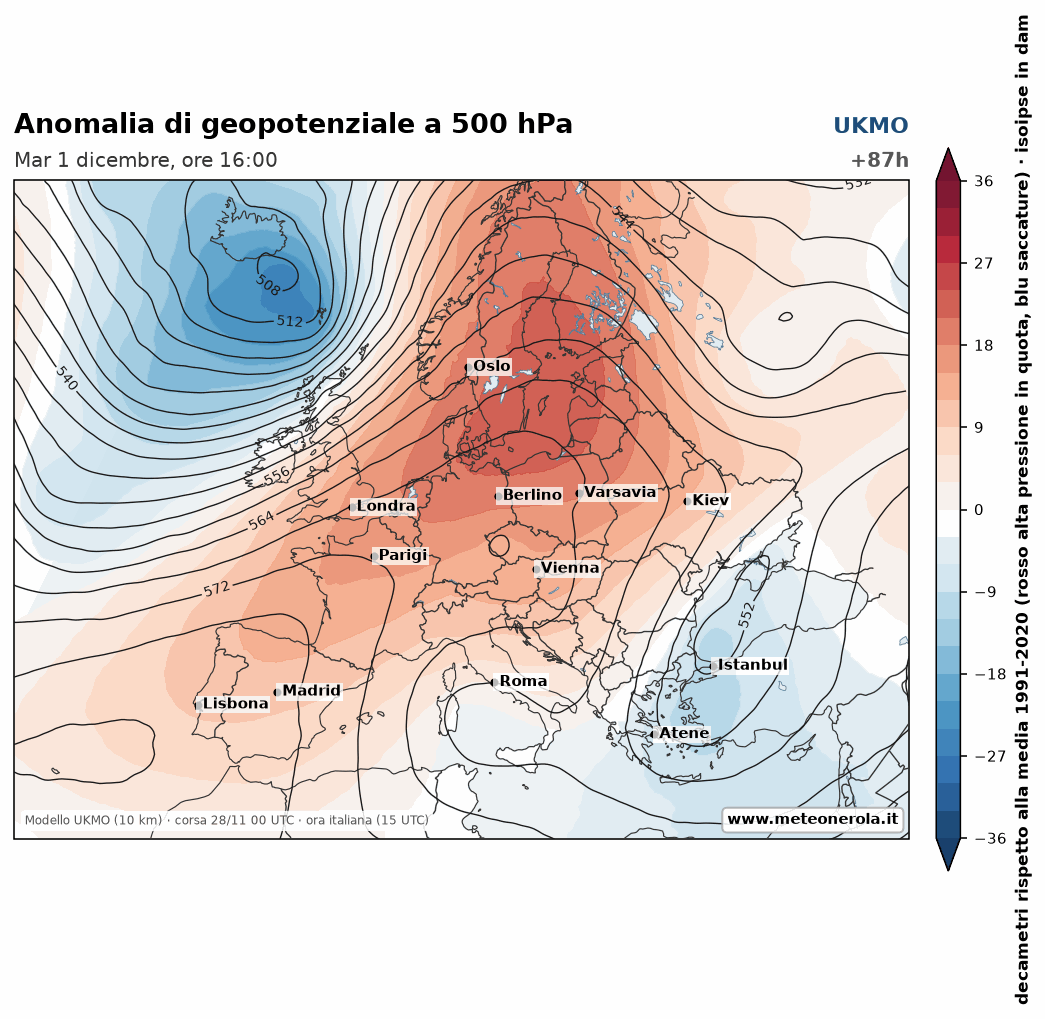 Anomalia di geopotenziale a 500 hPa
UKMO
Mar 1 dicembre, ore 16:00
+87h
508
512
540
544
532
556
564
572
552
Oslo
Berlino
Varsavia
Kiev
Londra
Parigi
Vienna
Istanbul
Roma
Madrid
Lisbona
Atene
Modello UKMO (10 km) · corsa 28/11 00 UTC · ora italiana (15 UTC)
www.meteonerola.it
36
27
18
9
0
−9
−18
−27
−36
decametri rispetto alla media 1991-2020 (rosso alta pressione in quota, blu saccature) · isoipse in dam